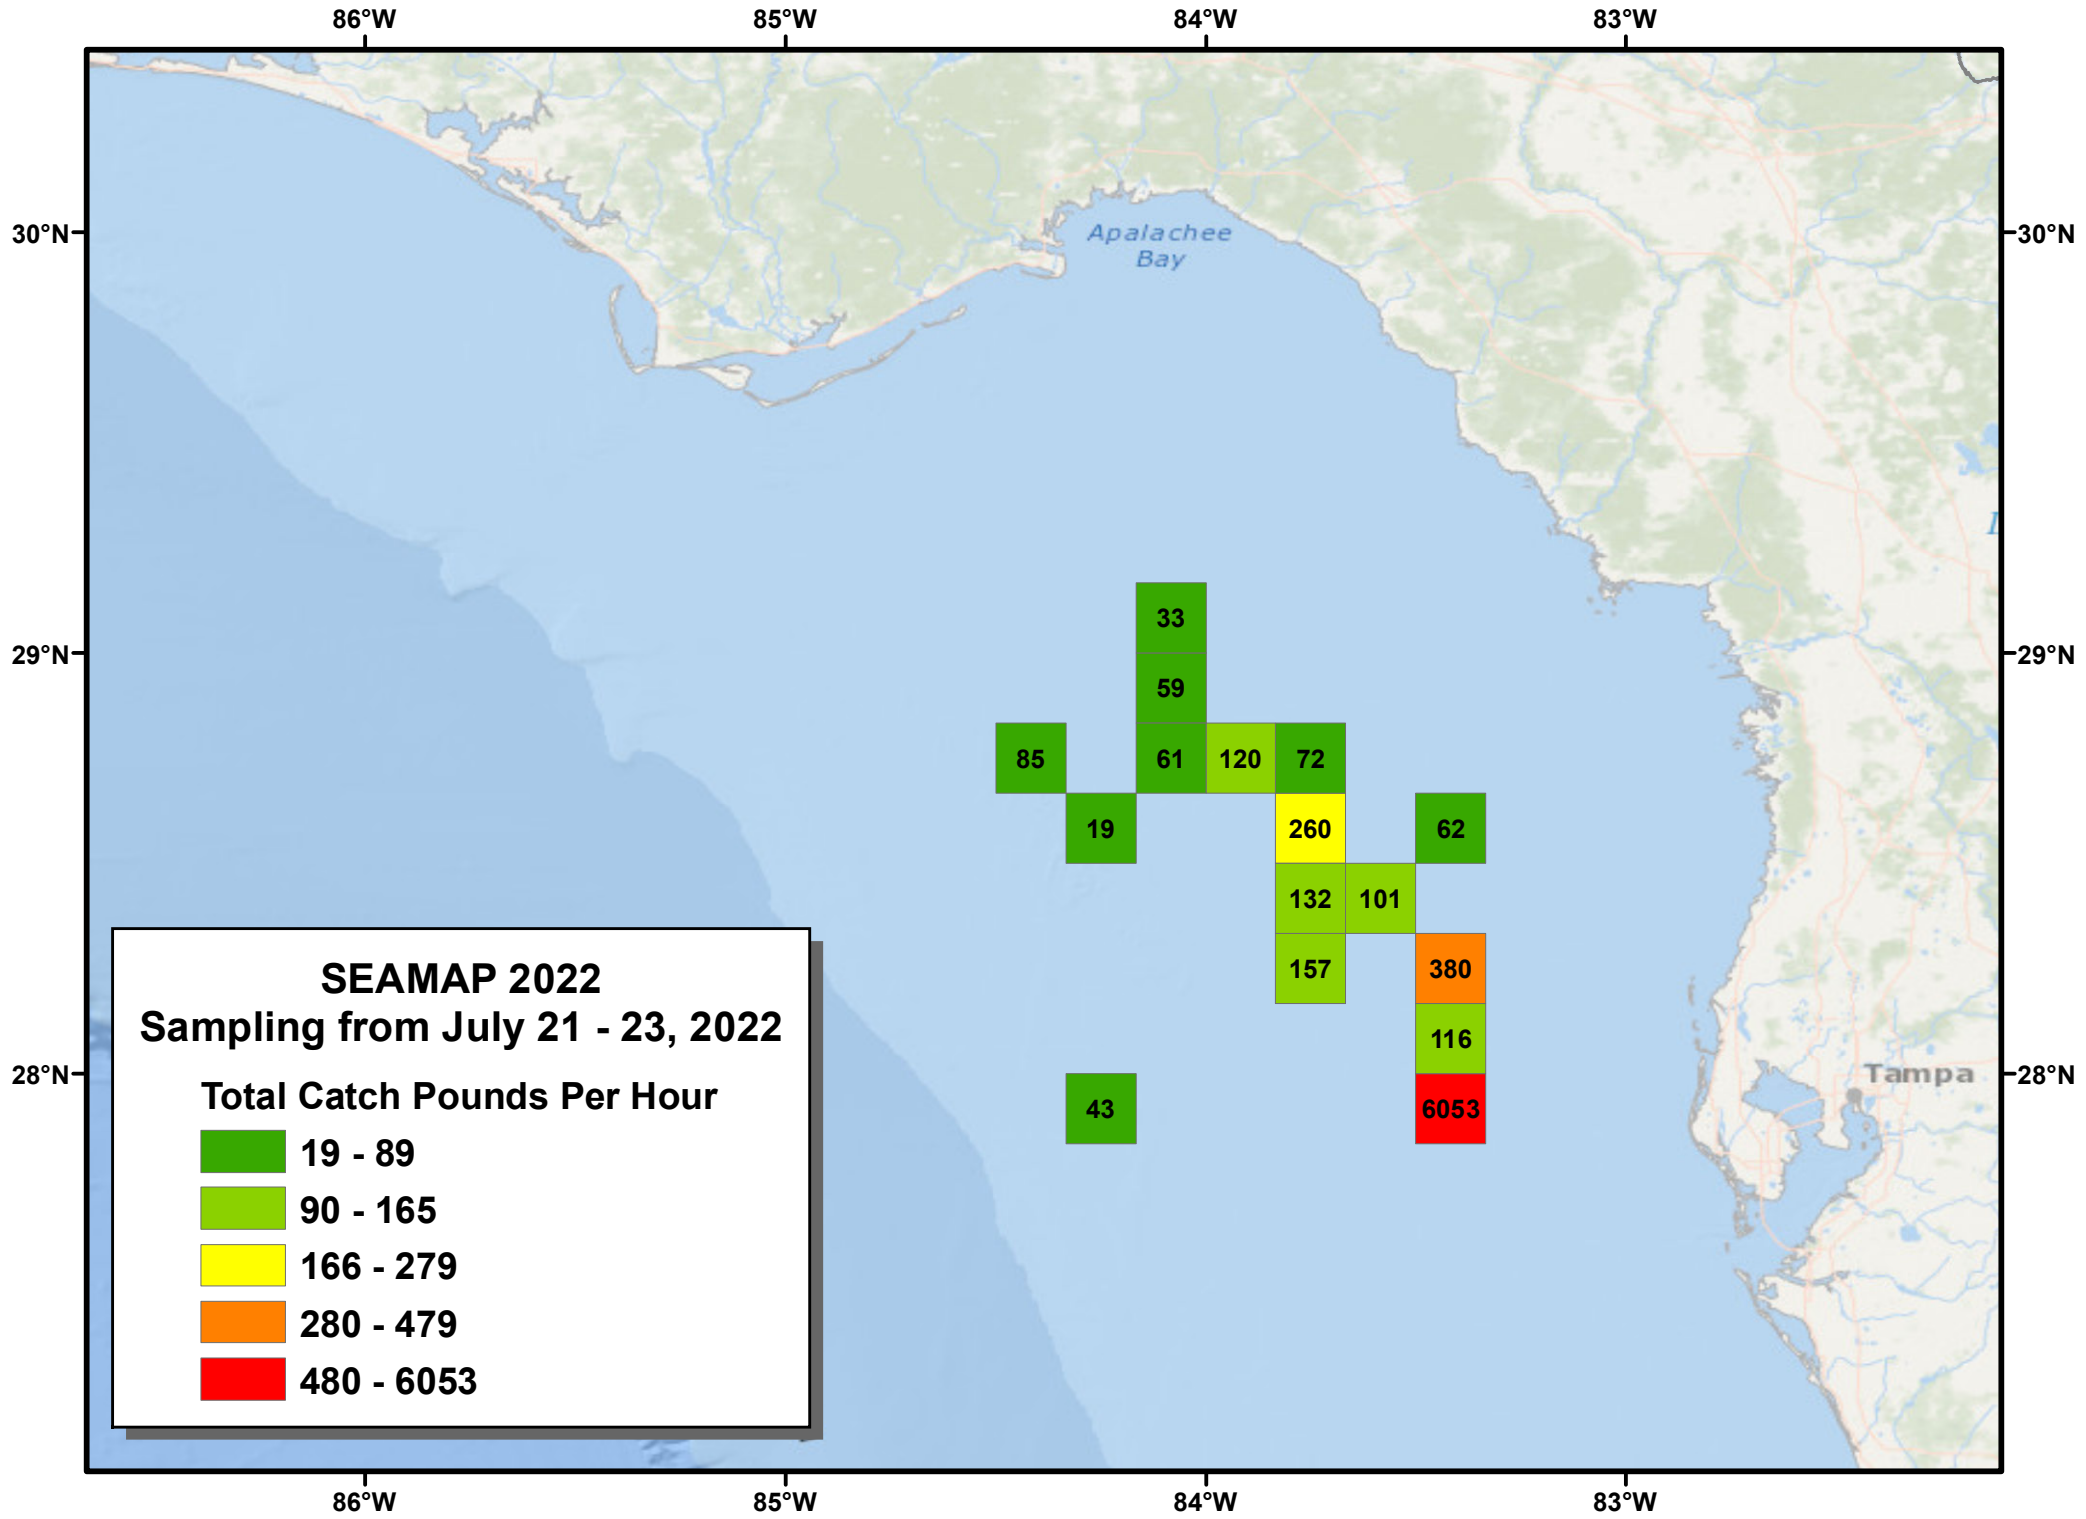 86°W 85°W 84°W 83°W
30°N 30°N
Apalachee
Bay
29°N 29°N
33
59
85 61 120 72
19 260 62
132 101
157 380
116
28°N 28°N
Tampa
43 6053
SEAMAP 2022
Sampling from July 21 - 23, 2022
Total Catch Pounds Per Hour
19 - 89
90 - 165
166 - 279
280 - 479
480 - 6053
86°W 85°W 84°W 83°W